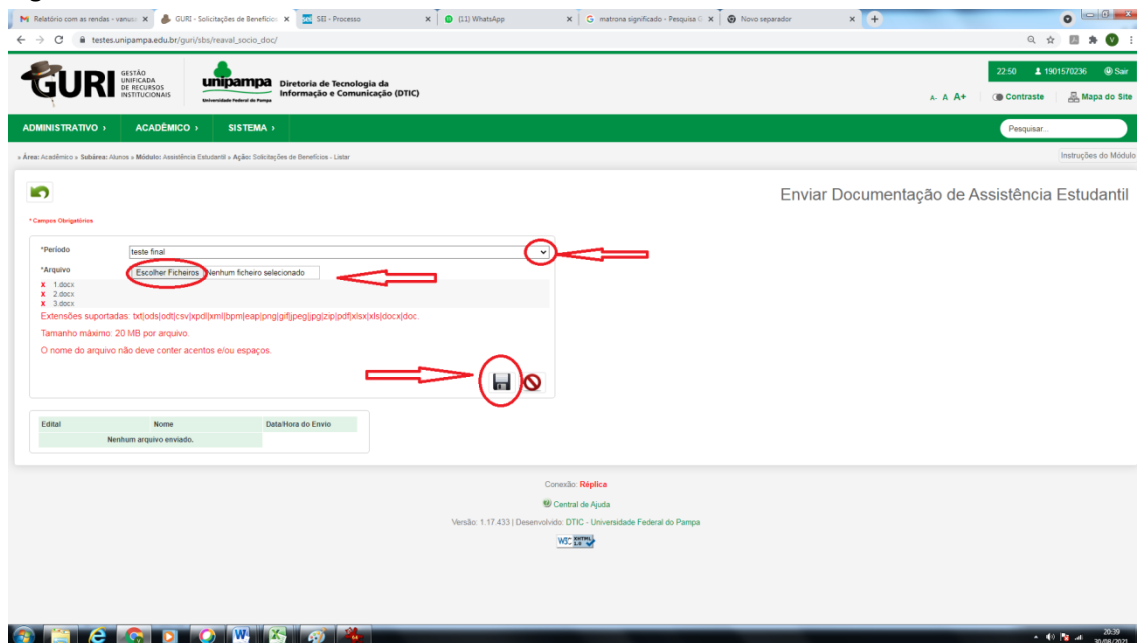 Relatório com as rendas - vanus
GURI - Solicitações de Benefício
SEI - Processo
(11) WhatsApp
matrona significado - Pesquisa G
Novo separador
testes.unipampa.edu.br/guri/sbs/reaval_socio_doc/
GURI
GESTÃO
UNIFICADA
DE RECURSOS
INSTITUCIONAIS
unipampa
Universidade Federal do Pampa
Diretoria de Tecnologia da
Informação e Comunicação (DTIC)
22:50 1901570236 Sair
A- A A+ Contraste Mapa do Site
ADMINISTRATIVO › ACADÊMICO › SISTEMA ›
Pesquisar...
» Área: Acadêmico » Subárea: Alunos » Módulo: Assistência Estudantil » Ação: Solicitações de Benefícios - Listar
Instruções do Módulo
Enviar Documentação de Assistência Estudantil
* Campos Obrigatórios
*Período teste final
*Arquivo Escolher Ficheiros Nenhum ficheiro selecionado
X 1.docx
X 2.docx
X 3.docx
Extensões suportadas: txt|ods|odt|csv|xpdl|xml|bpm|eap|png|gif|jpeg|jpg|zip|pdf|xlsx|xls|docx|doc.
Tamanho máximo: 20 MB por arquivo.
O nome do arquivo não deve conter acentos e/ou espaços.
Edital Nome Data/Hora do Envio
Nenhum arquivo enviado.
Conexão: Réplica
Central de Ajuda
Versão: 1.17.433 | Desenvolvido: DTIC - Universidade Federal do Pampa
W3C XHTML 1.0
20:39
30/08/2021